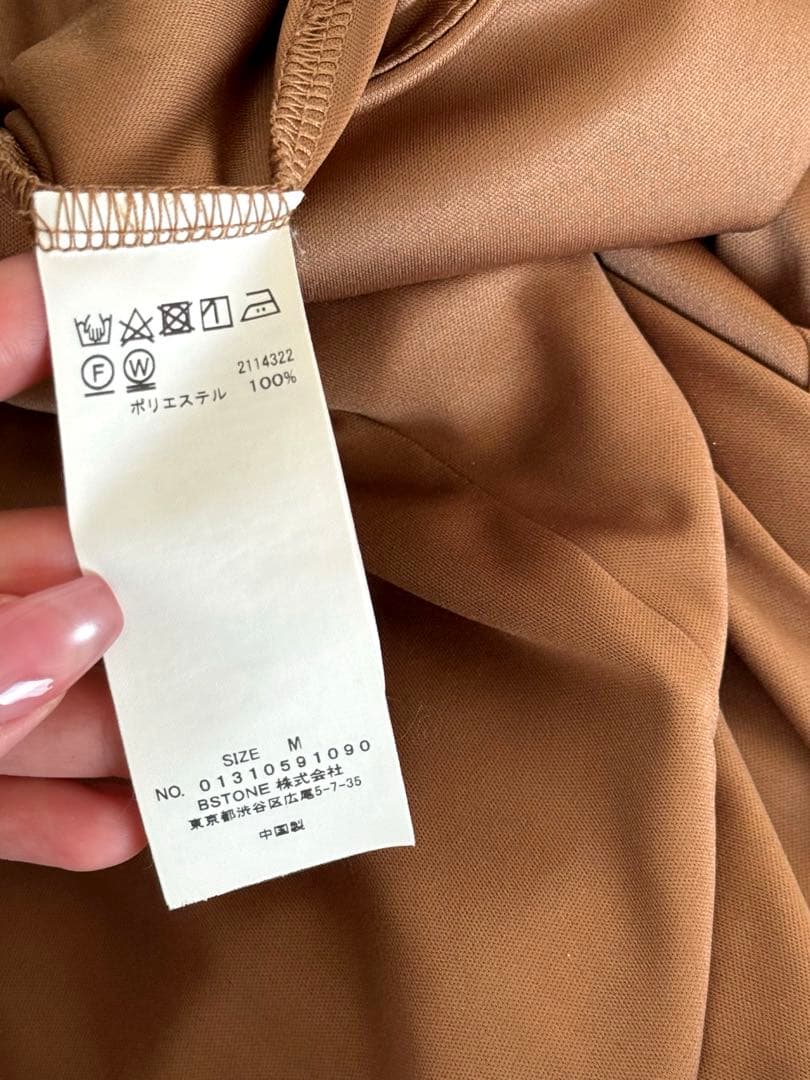 2114322
F W
ポリエステル 100%
SIZE M
NO. 01310591090
BSTONE 株式会社
東京都渋谷区広尾5-7-35
中国製